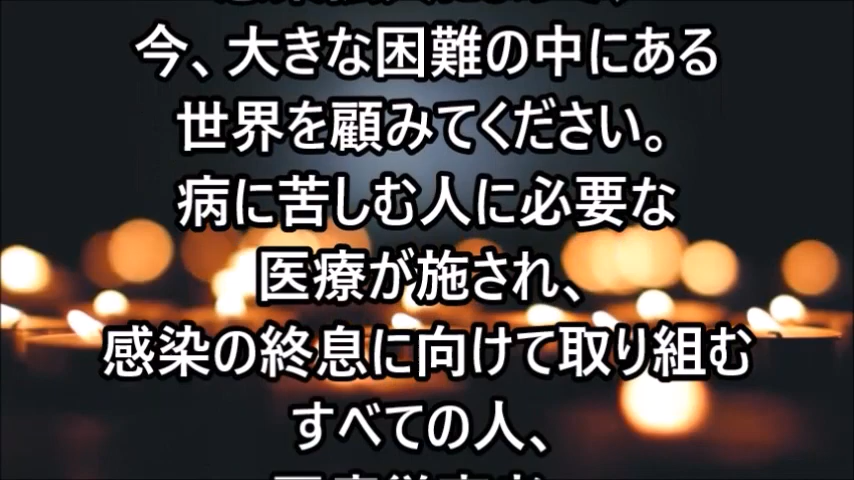 今、大きな困難の中にある
世界を顧みてください。
病に苦しむ人に必要な
医療が施され、
感染の終息に向けて取り組む
すべての人、